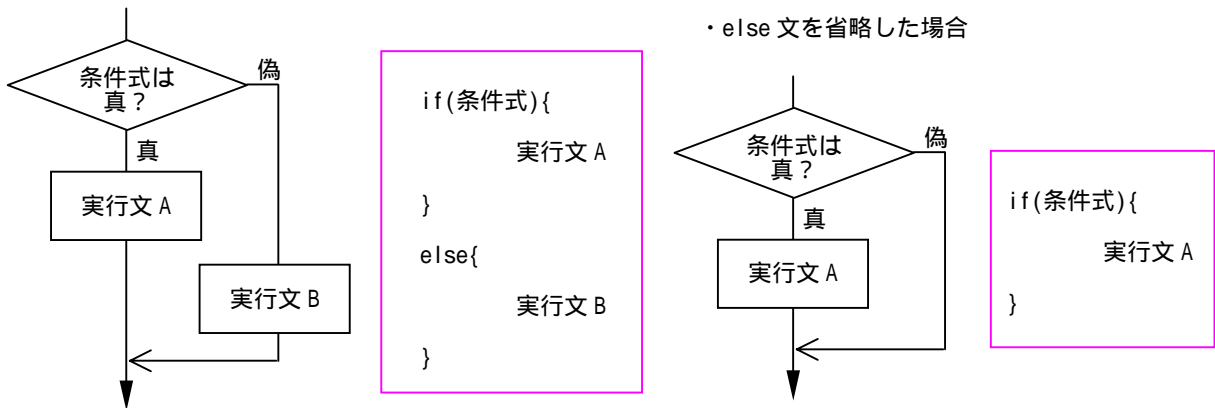 条件式は
真？
偽
真
実行文 A
実行文 B
if(条件式){
実行文 A
}
else{
実行文 B
}
・else 文を省略した場合
条件式は
真？
偽
真
実行文 A
if(条件式){
実行文 A
}